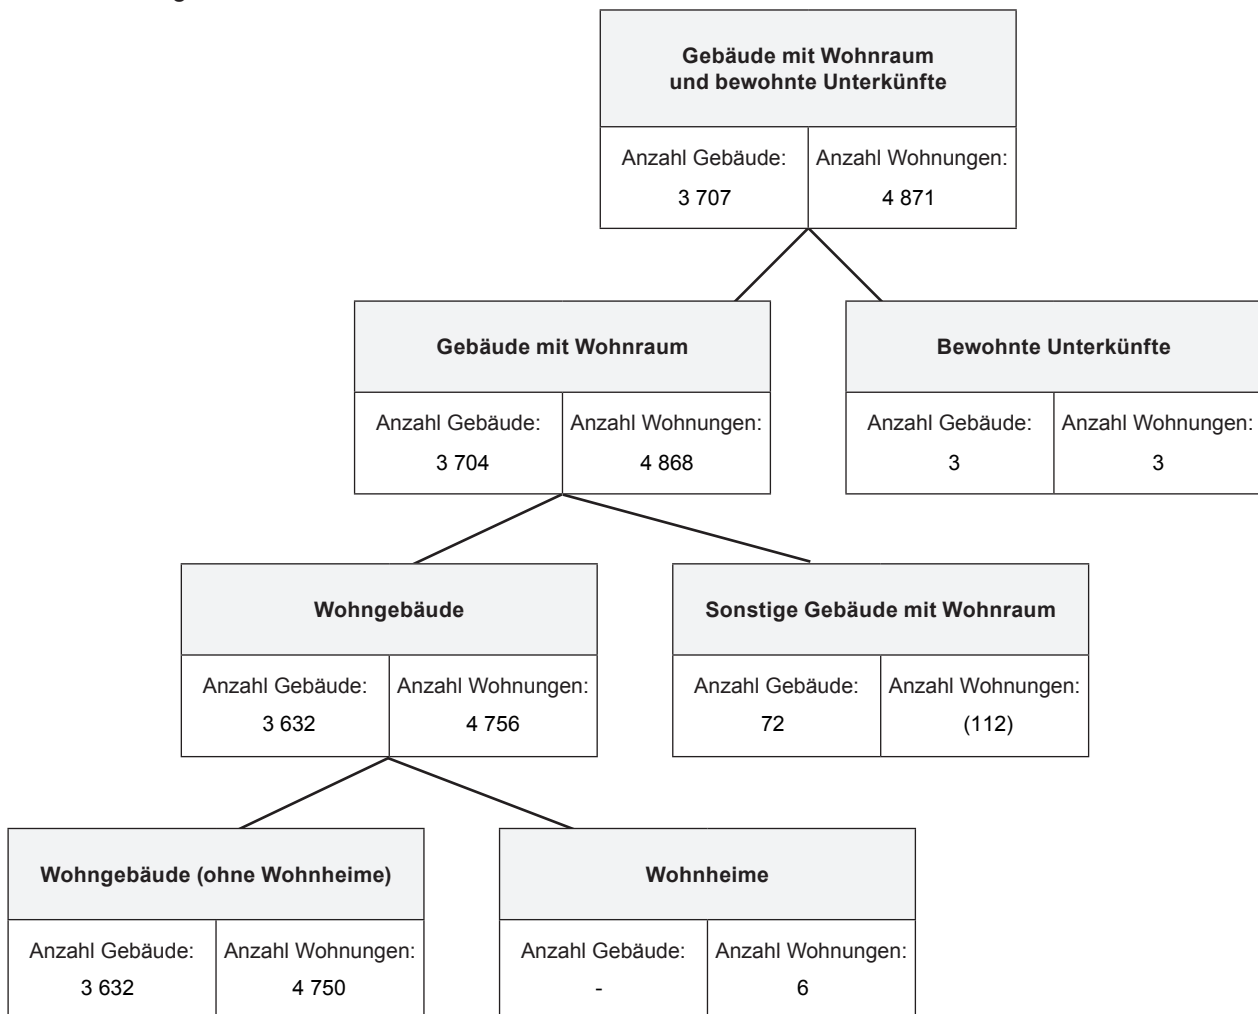 Gebäude mit Wohnraum
und bewohnte Unterkünfte
Anzahl Gebäude: Anzahl Wohnungen:
3 707 4 871
Gebäude mit Wohnraum
Anzahl Gebäude: Anzahl Wohnungen:
3 704 4 868
Bewohnte Unterkünfte
Anzahl Gebäude: Anzahl Wohnungen:
3 3
Wohngebäude
Anzahl Gebäude: Anzahl Wohnungen:
3 632 4 756
Sonstige Gebäude mit Wohnraum
Anzahl Gebäude: Anzahl Wohnungen:
72 (112)
Wohngebäude (ohne Wohnheime)
Anzahl Gebäude: Anzahl Wohnungen:
3 632 4 750
Wohnheime
Anzahl Gebäude: Anzahl Wohnungen:
- 6